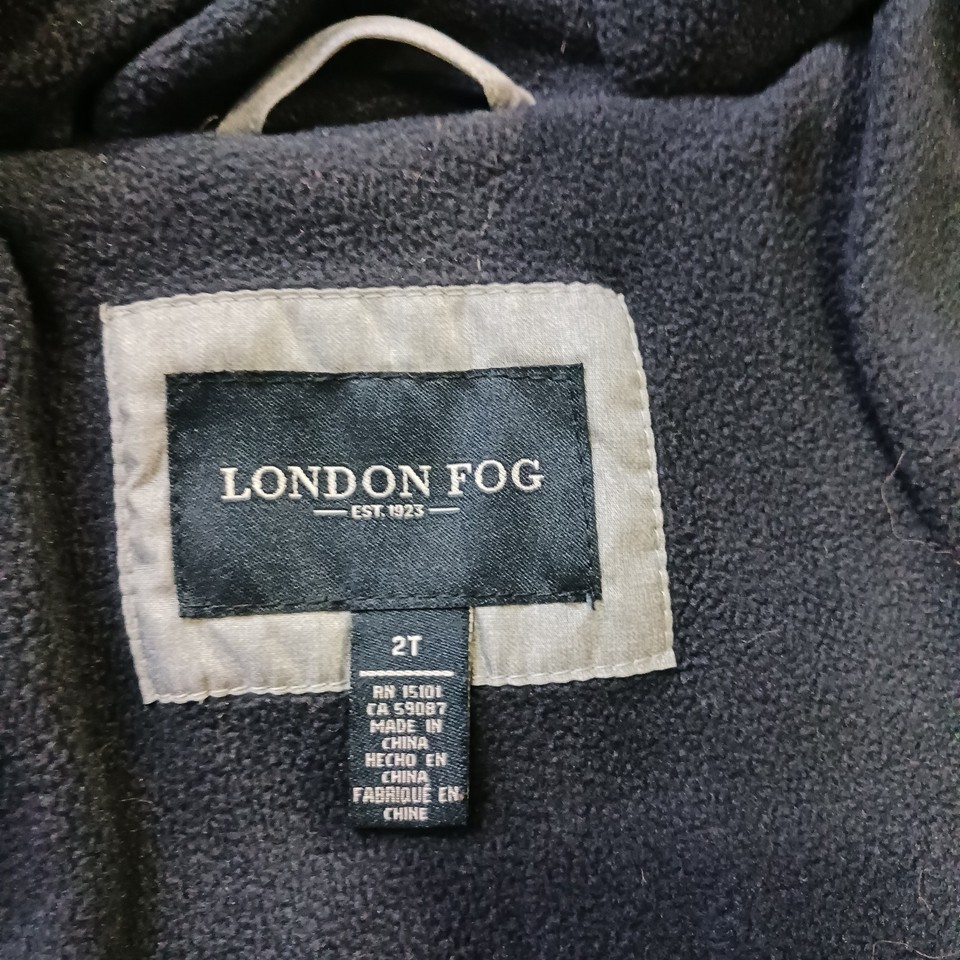 LONDON FOG
EST. 1923
2T
RN 15101
CA 59087
MADE IN
CHINA
HECHO EN
CHINA
FABRIQUÉ EN
CHINE